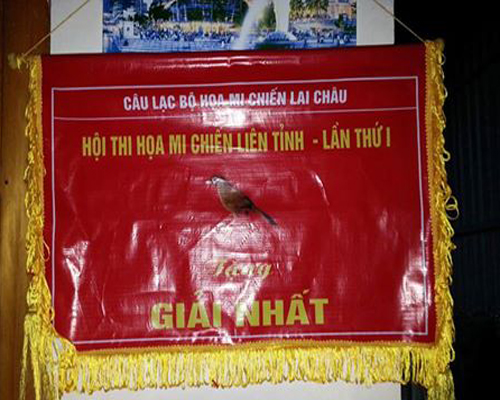 CÂU LẠC BỘ HỌA MI CHIẾN LAI CHÂU
HỘI THI HỌA MI CHIẾN LIÊN TỈNH - LẦN THỨ I
Tặng
GIẢI NHẤT